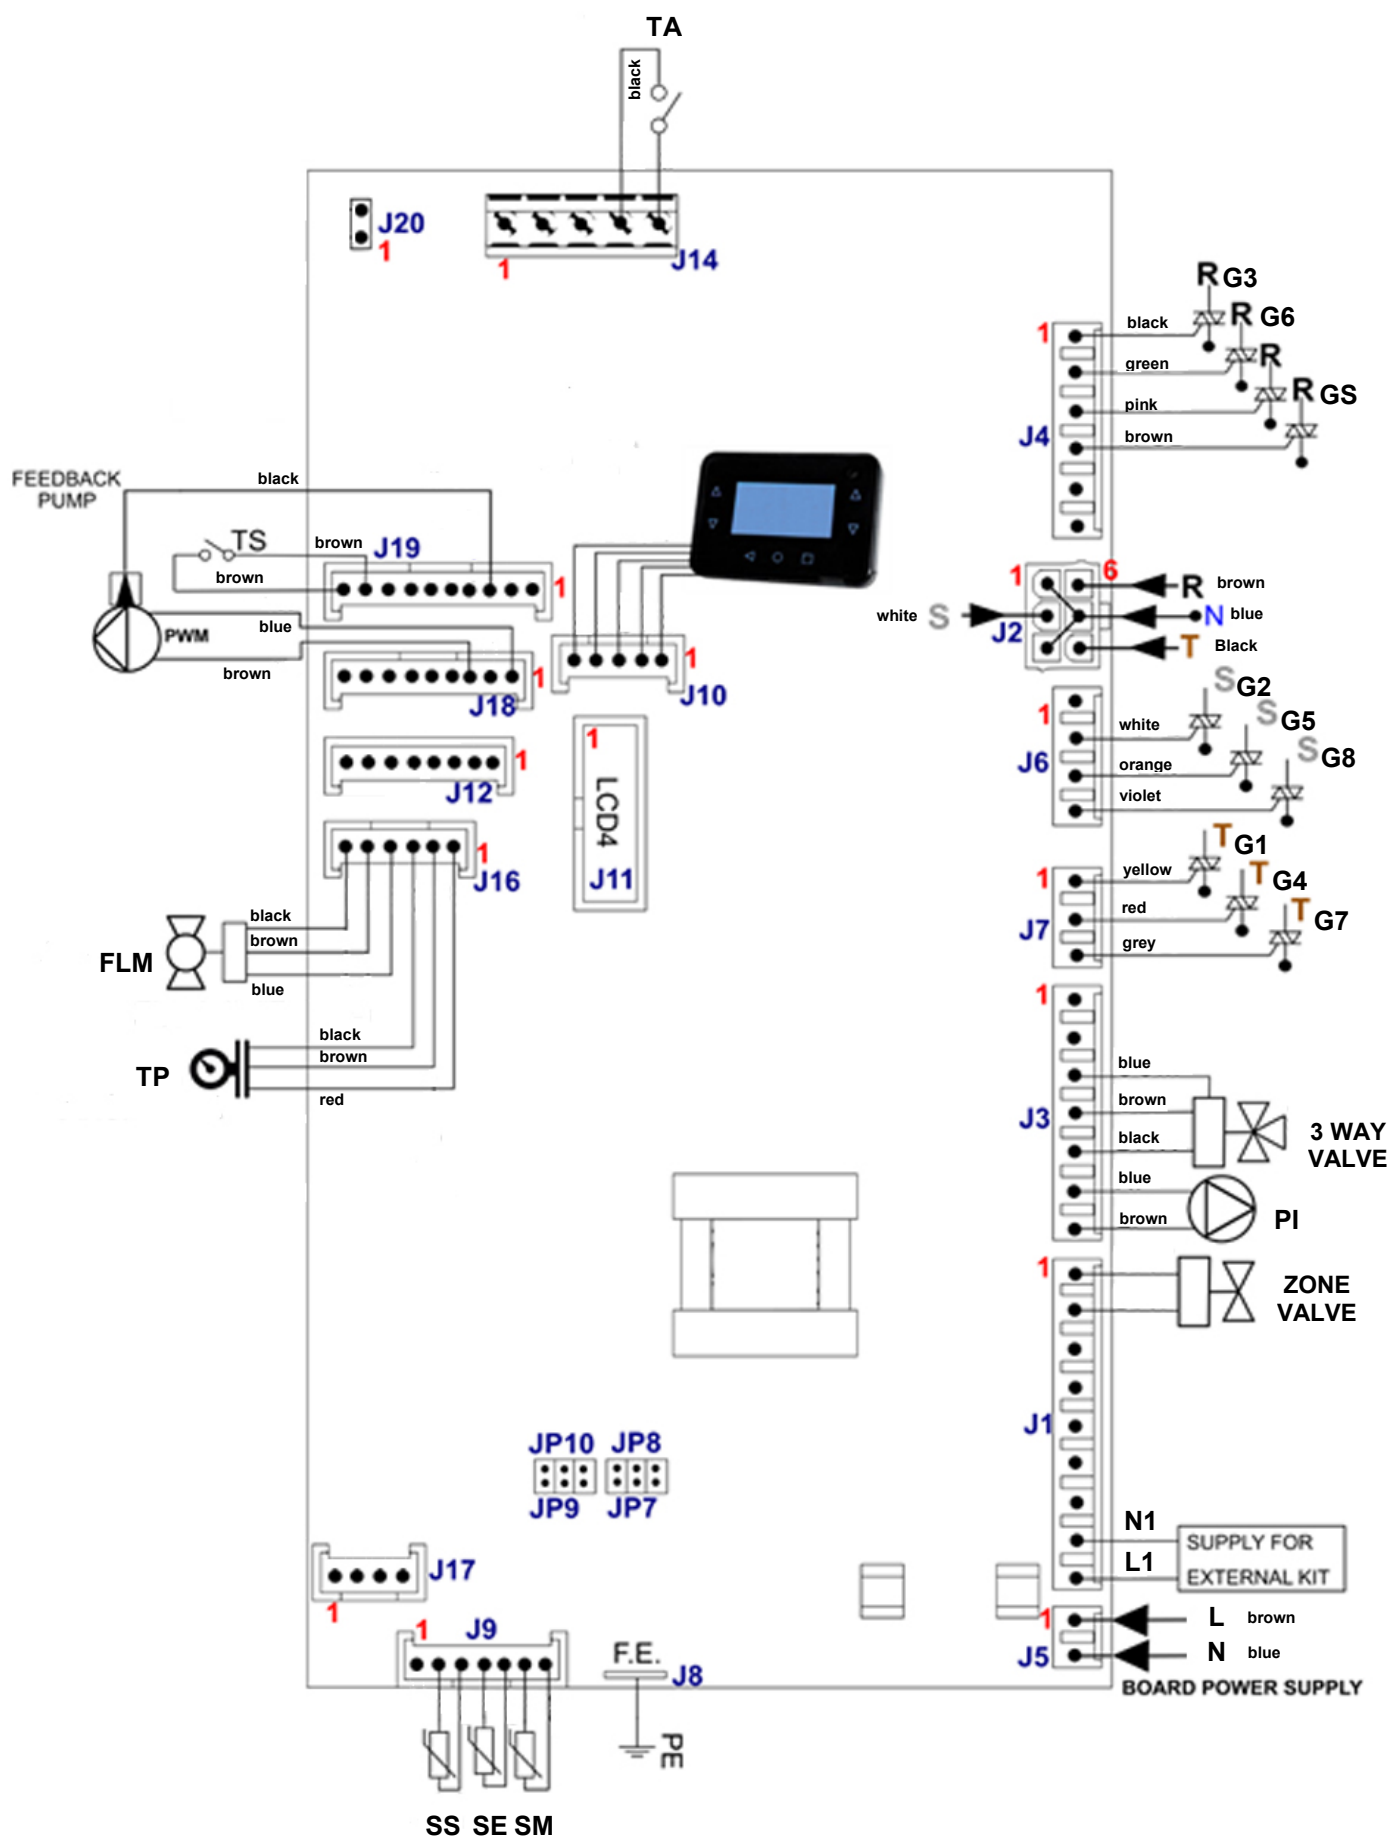 TA
black
J20
1
1
J14
R G3
R G6
R
R GS
1
black
green
pink
brown
J4
FEEDBACK
PUMP
black
TS
brown
J19
brown
1
PWM
blue
brown
1
J18
1
J10
1
6
R brown
white S
J2
N blue
T Black
S G2
S G5
S G8
1
white
orange
violet
J6
1
J12
1
LCD4
J11
1
J16
T G1
T G4
T G7
1
yellow
red
grey
J7
black
brown
blue
FLM
black
brown
red
TP
1
blue
brown
black
blue
brown
J3
3 WAY
VALVE
PI
1
ZONE
VALVE
J1
JP10 JP8
JP9 JP7
N1
L1
SUPPLY FOR
EXTERNAL KIT
J17
1
1
L brown
N blue
J5
BOARD POWER SUPPLY
1
J9
F.E.
J8
PE
SS SE SM